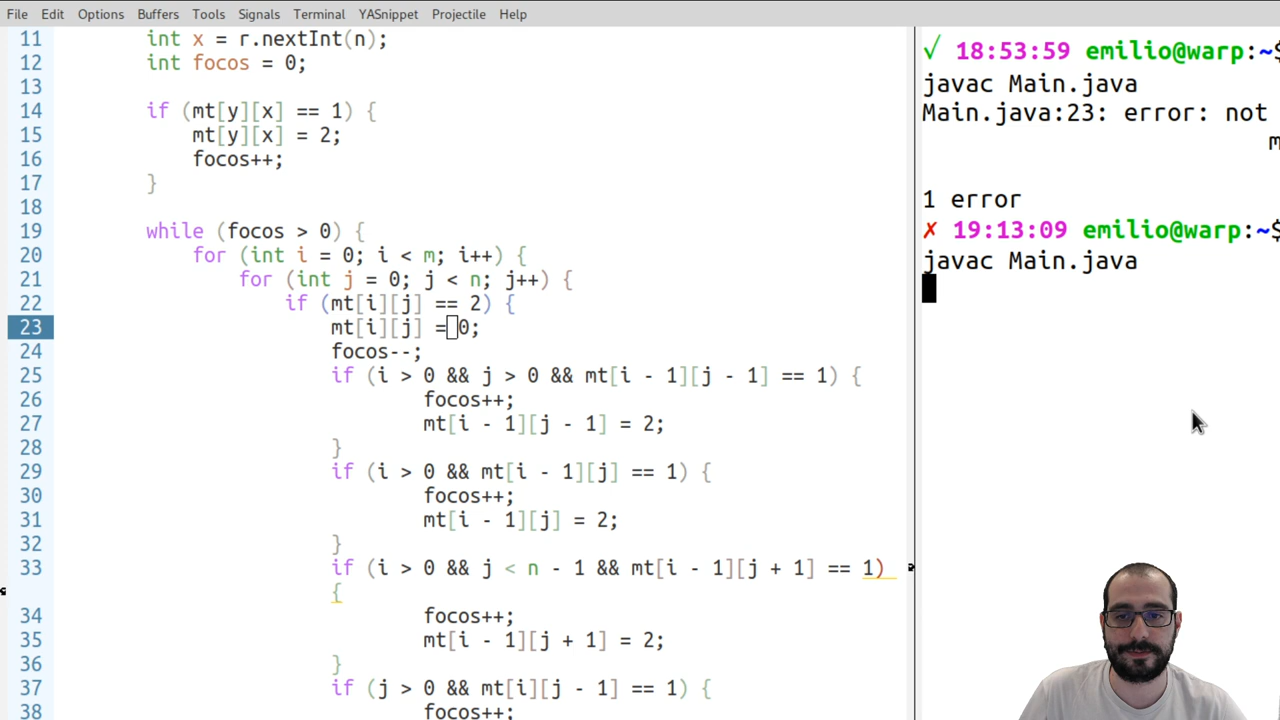 File Edit Options Buffers Tools Signals Terminal YASnippet Projectile Help
11 int x = r.nextInt(n);
12 int focos = 0;
13
14 if (mt[y][x] == 1) {
15 mt[y][x] = 2;
16 focos++;
17 }
18
19 while (focos > 0) {
20 for (int i = 0; i < m; i++) {
21 for (int j = 0; j < n; j++) {
22 if (mt[i][j] == 2) {
23 mt[i][j] = 0;
24 focos--;
25 if (i > 0 && j > 0 && mt[i - 1][j - 1] == 1) {
26 focos++;
27 mt[i - 1][j - 1] = 2;
28 }
29 if (i > 0 && mt[i - 1][j] == 1) {
30 focos++;
31 mt[i - 1][j] = 2;
32 }
33 if (i > 0 && j < n - 1 && mt[i - 1][j + 1] == 1)
{
34 focos++;
35 mt[i - 1][j + 1] = 2;
36 }
37 if (j > 0 && mt[i][j - 1] == 1) {
38 focos++;
✓ 18:53:59 emilio@warp:~$
javac Main.java
Main.java:23: error: not
m
1 error
✗ 19:13:09 emilio@warp:~$
javac Main.java